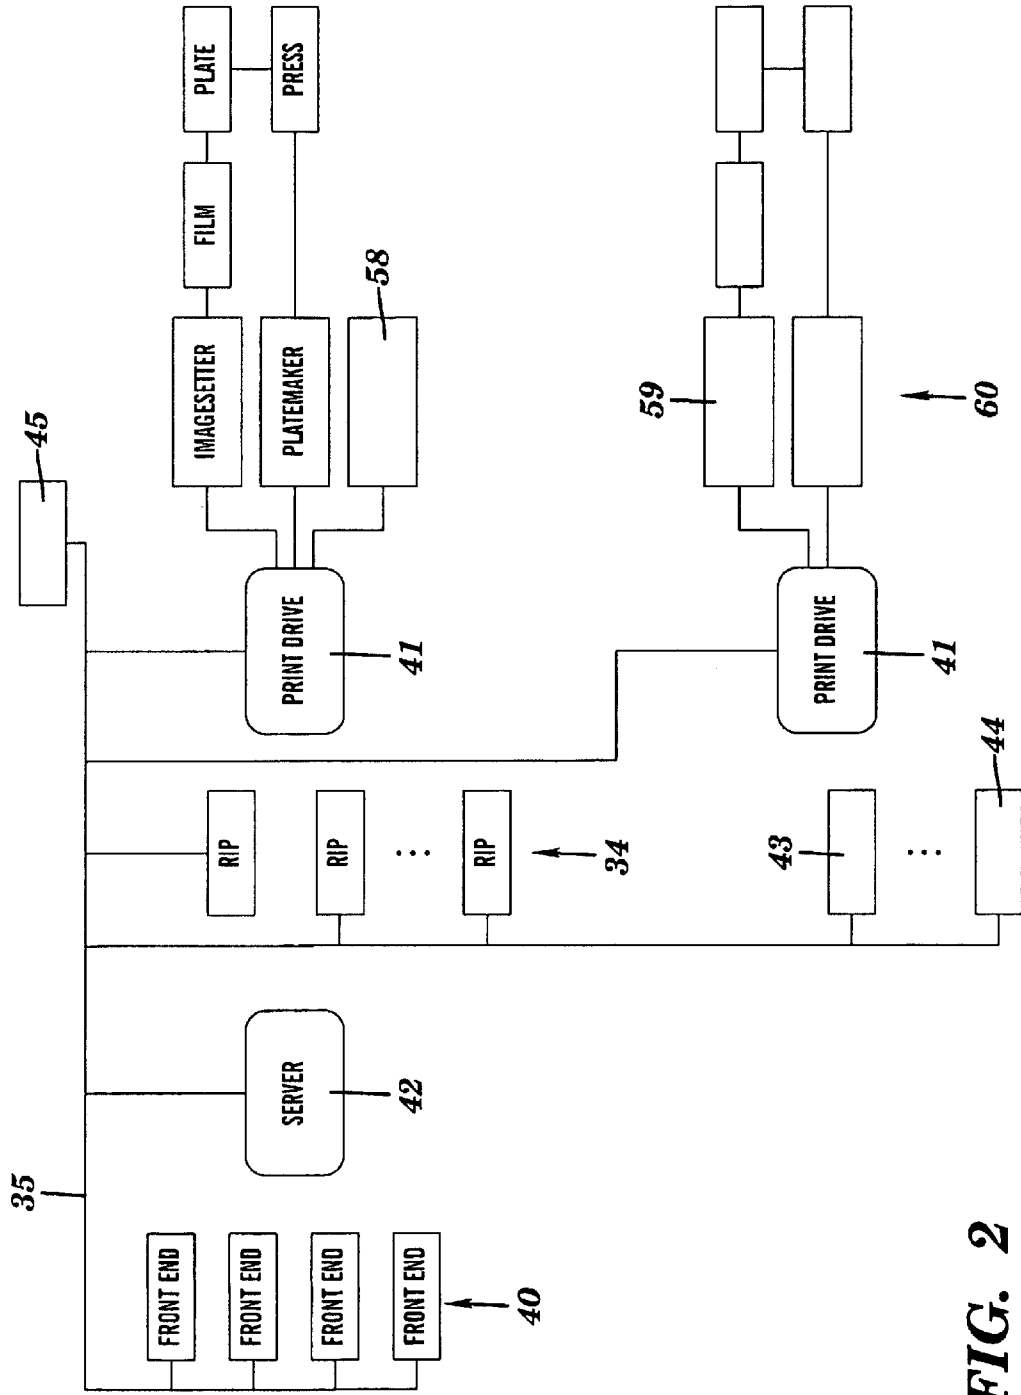 35
45
FRONT END
FRONT END
FRONT END
FRONT END
40
SERVER
42
RIP
RIP
...
RIP
34
43
...
44
PRINT DRIVE
41
IMAGESETTER
FILM
PLATE
PLATEMAKER
PRESS
58
PRINT DRIVE
41
59
60
FIG. 2